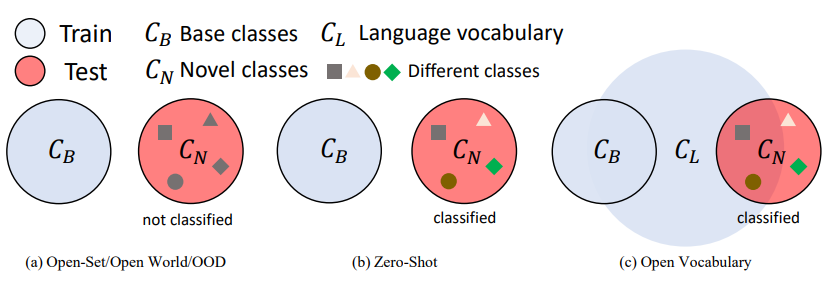 Train C_B Base classes C_L Language vocabulary
Test C_N Novel classes Different classes
C_B C_N C_B C_N C_B C_L C_N
not classified classified classified
(a) Open-Set/Open World/OOD (b) Zero-Shot (c) Open Vocabulary